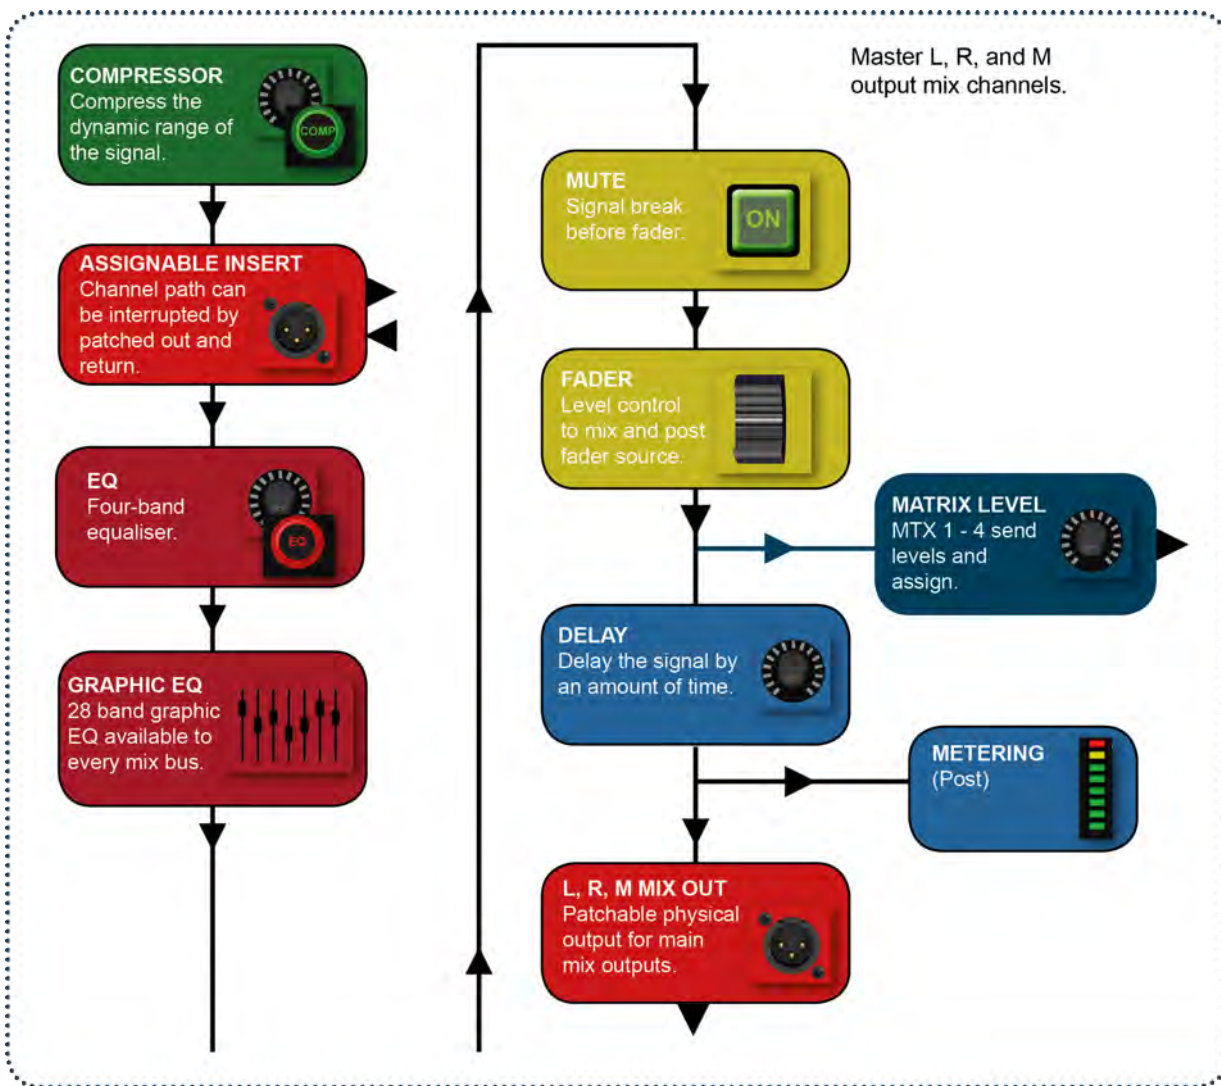 COMPRESSOR
Compress the
dynamic range of
the signal.
COMP
ASSIGNABLE INSERT
Channel path can
be interrupted by
patched out and
return.
EQ
Four-band
equaliser.
EQ
GRAPHIC EQ
28 band graphic
EQ available to
every mix bus.
Master L, R, and M
output mix channels.
MUTE
Signal break
before fader.
ON
FADER
Level control
to mix and post
fader source.
MATRIX LEVEL
MTX 1 - 4 send
levels and
assign.
DELAY
Delay the signal by
an amount of time.
METERING
(Post)
L, R, M MIX OUT
Patchable physical
output for main
mix outputs.